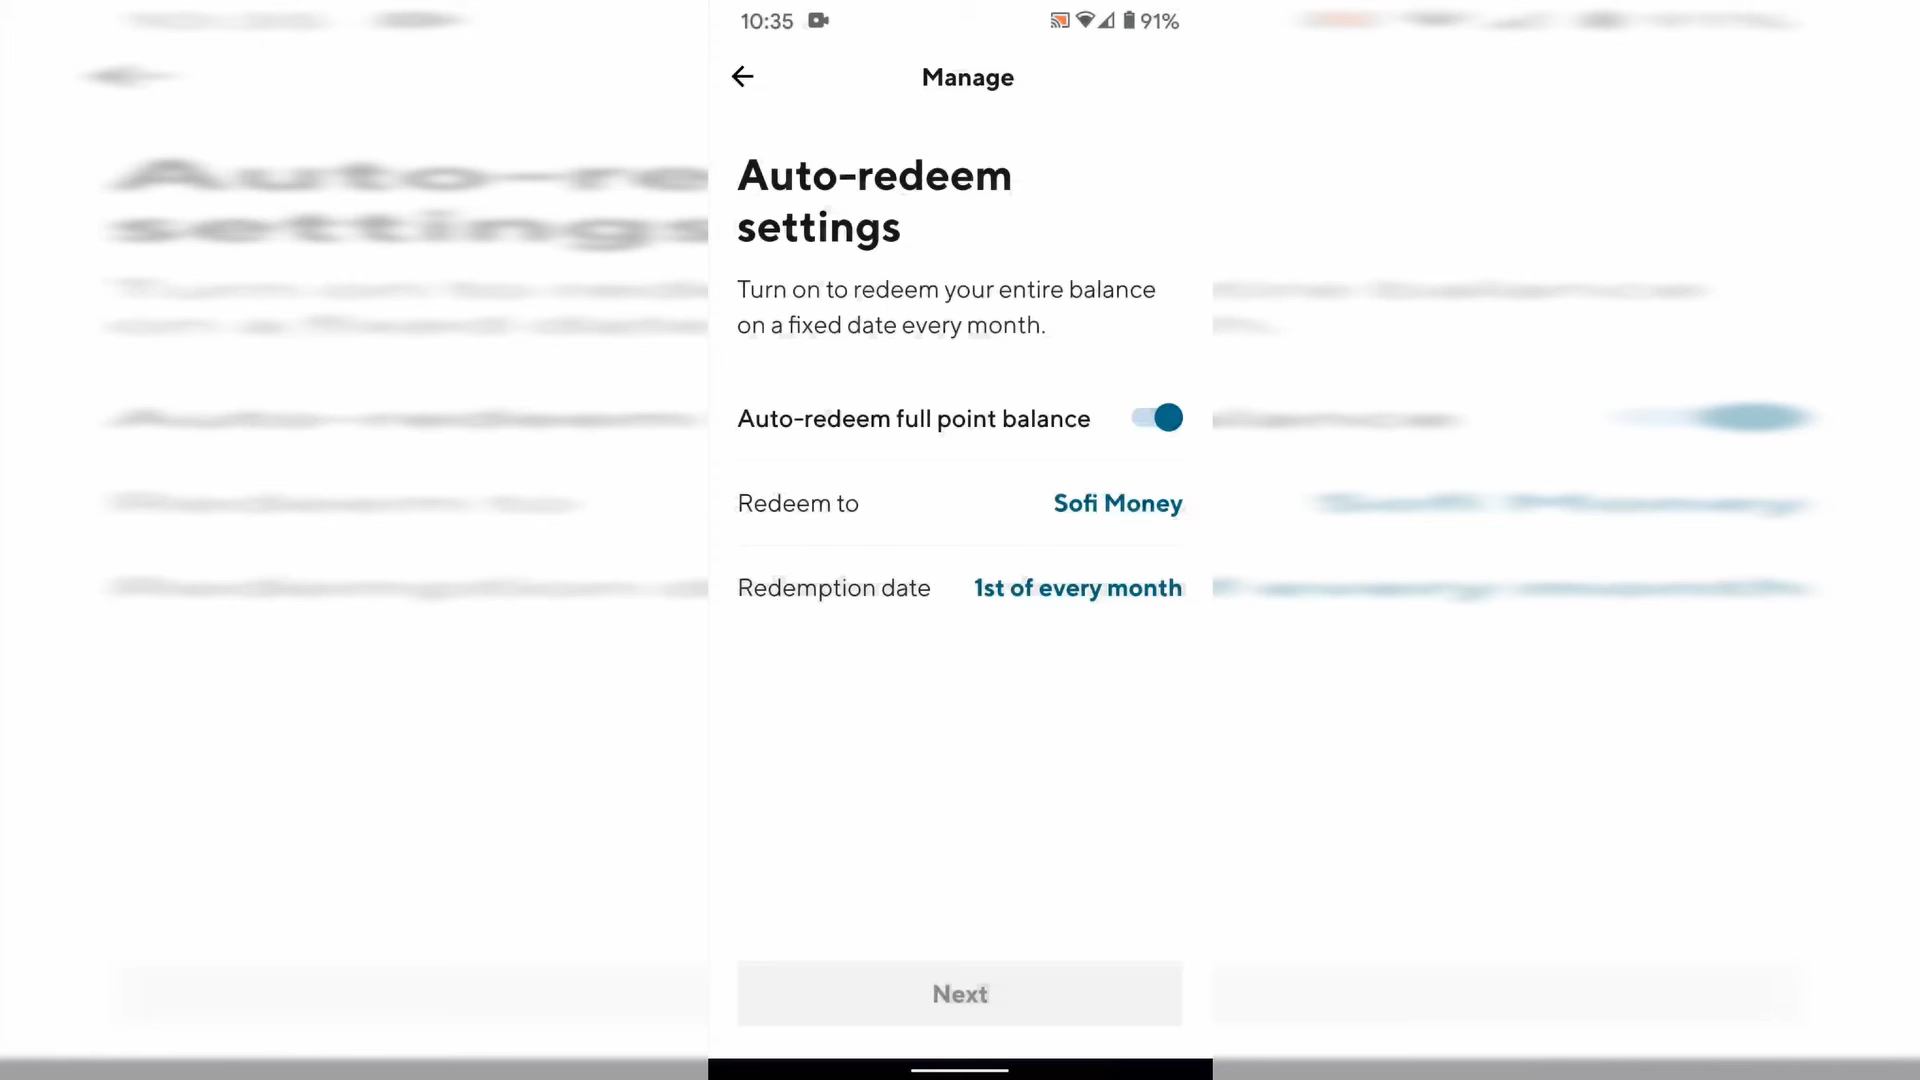 10:35
91%
Manage
Auto-redeem
settings
Turn on to redeem your entire balance
on a fixed date every month.
Auto-redeem full point balance
Redeem to Sofi Money
Redemption date 1st of every month
Next